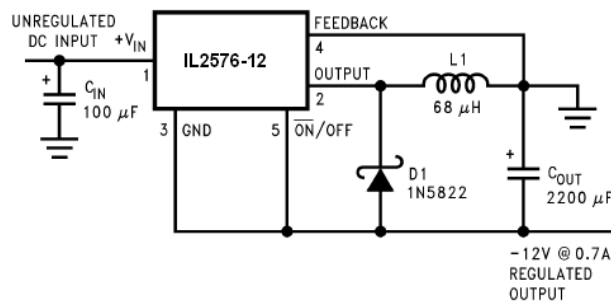 UNREGULATED
DC INPUT
+VIN
1
CIN
100 μF
+
IL2576-12
FEEDBACK
4
OUTPUT
2
3
GND
5
ON/OFF
L1
68 μH
D1
1N5822
+
COUT
2200 μF
-12V @ 0.7A
REGULATED
OUTPUT